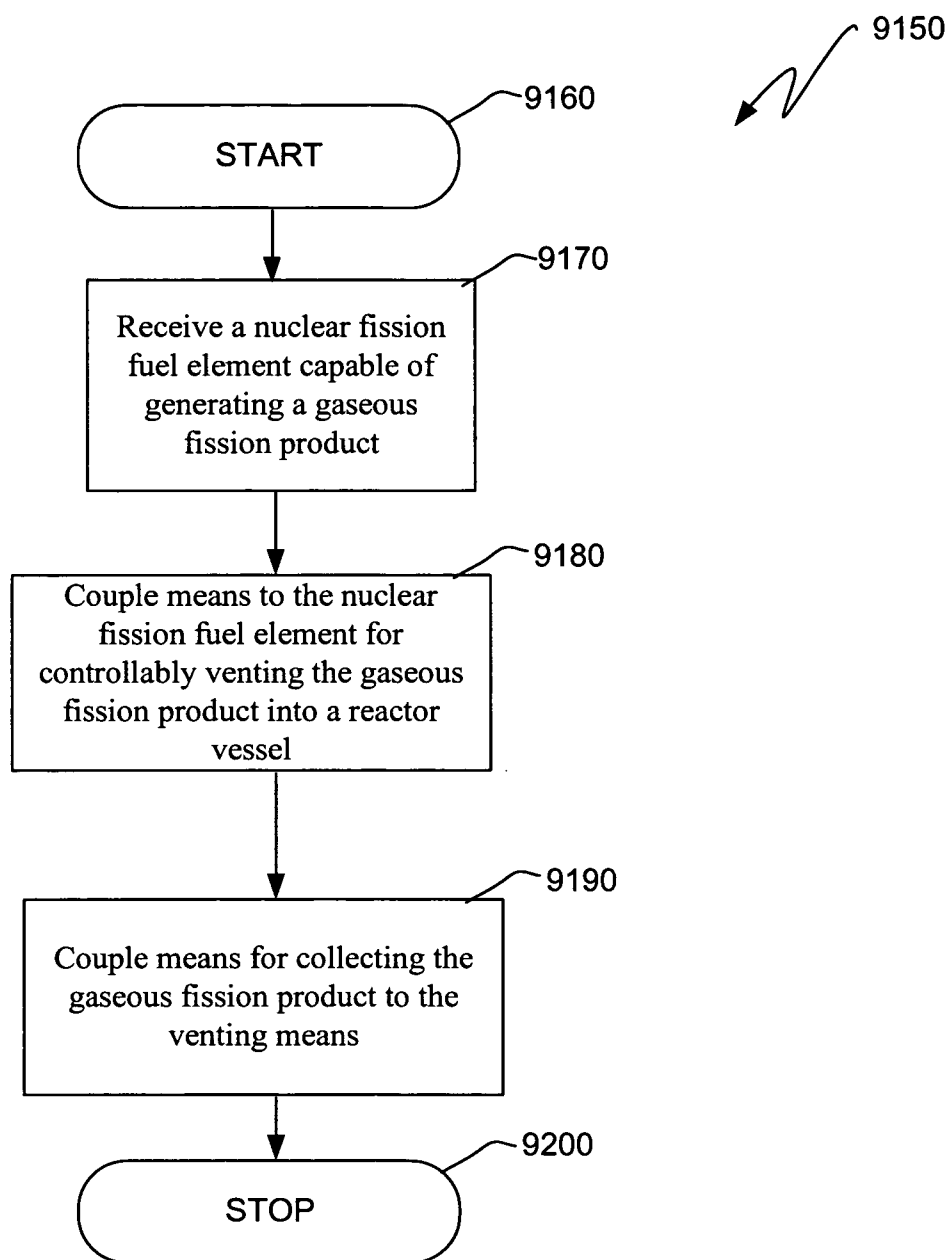 9150
9160
START
9170
Receive a nuclear fission
fuel element capable of
generating a gaseous
fission product
9180
Couple means to the nuclear
fission fuel element for
controllably venting the gaseous
fission product into a reactor
vessel
9190
Couple means for collecting the
gaseous fission product to the
venting means
9200
STOP